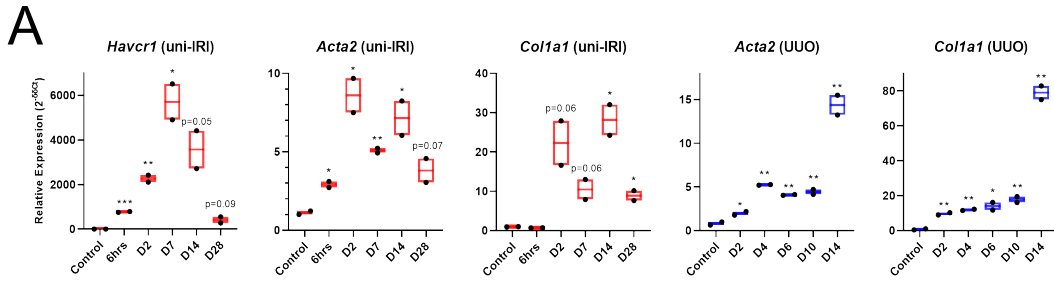 A
Havcr1 (uni-IRI)
Relative Expression (2^-δδCt)
6000
4000
2000
0
***
**
*
p=0.05
p=0.09
Control
6hrs
D2
D7
D14
D28
Acta2 (uni-IRI)
10
5
1
0
*
*
**
*
p=0.07
Control
6hrs
D2
D7
D14
D28
Col1a1 (uni-IRI)
40
30
20
10
0
p=0.06
p=0.06
*
*
Control
6hrs
D2
D7
D14
D28
Acta2 (UUO)
15
10
5
0
*
**
**
**
**
Control
D2
D4
D6
D10
D14
Col1a1 (UUO)
80
60
40
20
0
**
**
*
**
**
Control
D2
D4
D6
D10
D14